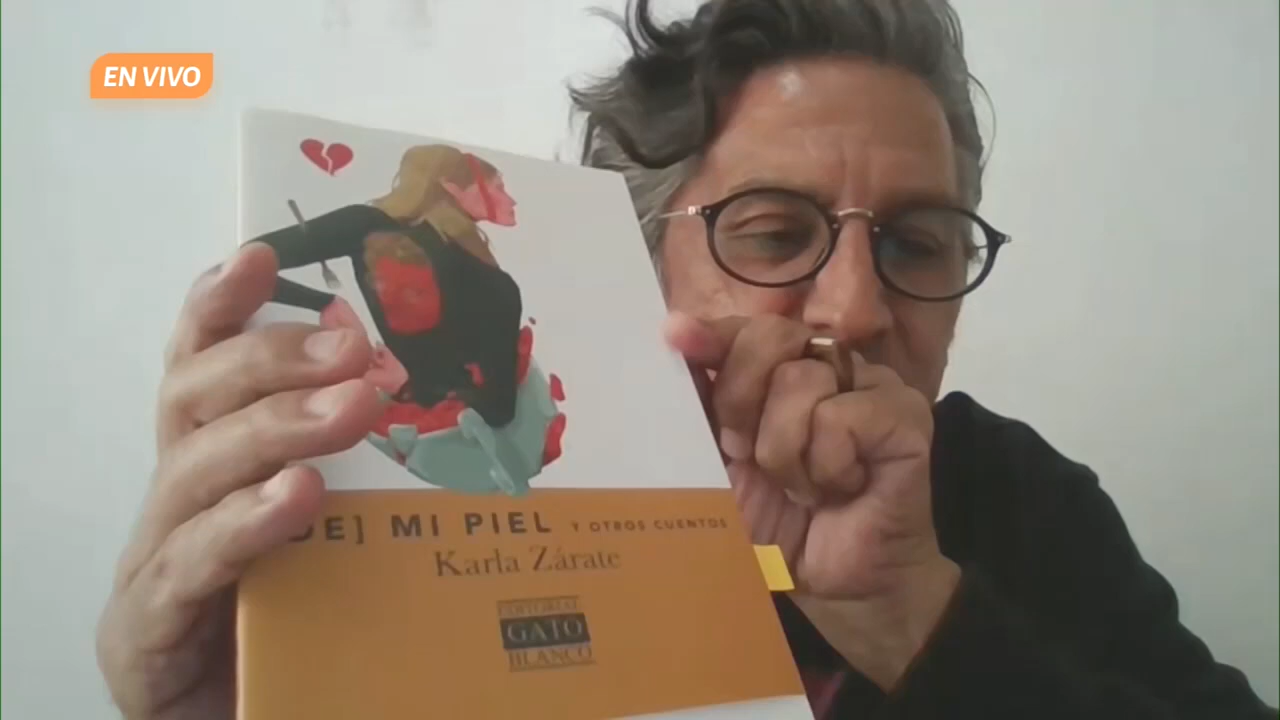 EN VIVO
DE] MI PIEL Y OTROS CUENTOS
Karla Zárate
EDITORIAL
GATO
BLANCO